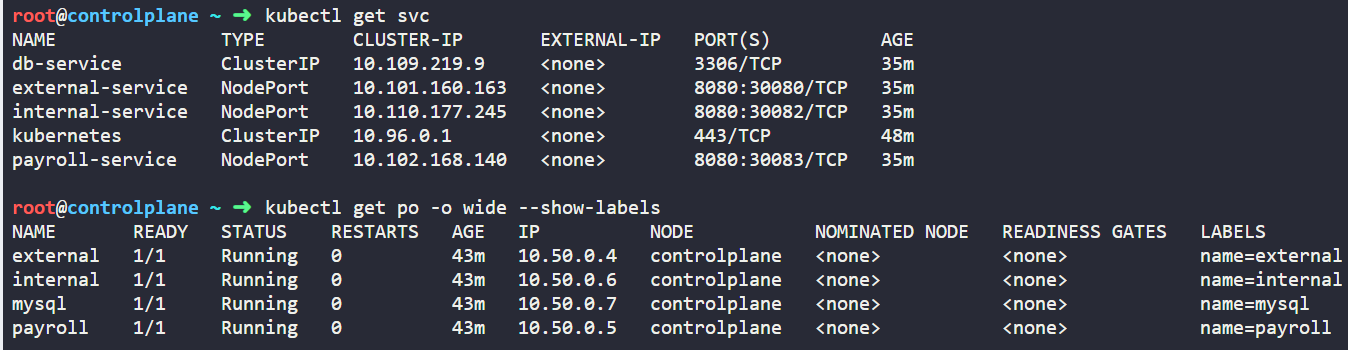 root@controlplane ~ ➜ kubectl get svc
NAME TYPE CLUSTER-IP EXTERNAL-IP PORT(S) AGE
db-service ClusterIP 10.109.219.9 <none> 3306/TCP 35m
external-service NodePort 10.101.160.163 <none> 8080:30080/TCP 35m
internal-service NodePort 10.110.177.245 <none> 8080:30082/TCP 35m
kubernetes ClusterIP 10.96.0.1 <none> 443/TCP 48m
payroll-service NodePort 10.102.168.140 <none> 8080:30083/TCP 35m
root@controlplane ~ ➜ kubectl get po -o wide --show-labels
NAME READY STATUS RESTARTS AGE IP NODE NOMINATED NODE READINESS GATES LABELS
external 1/1 Running 0 43m 10.50.0.4 controlplane <none> <none> name=external
internal 1/1 Running 0 43m 10.50.0.6 controlplane <none> <none> name=internal
mysql 1/1 Running 0 43m 10.50.0.7 controlplane <none> <none> name=mysql
payroll 1/1 Running 0 43m 10.50.0.5 controlplane <none> <none> name=payroll